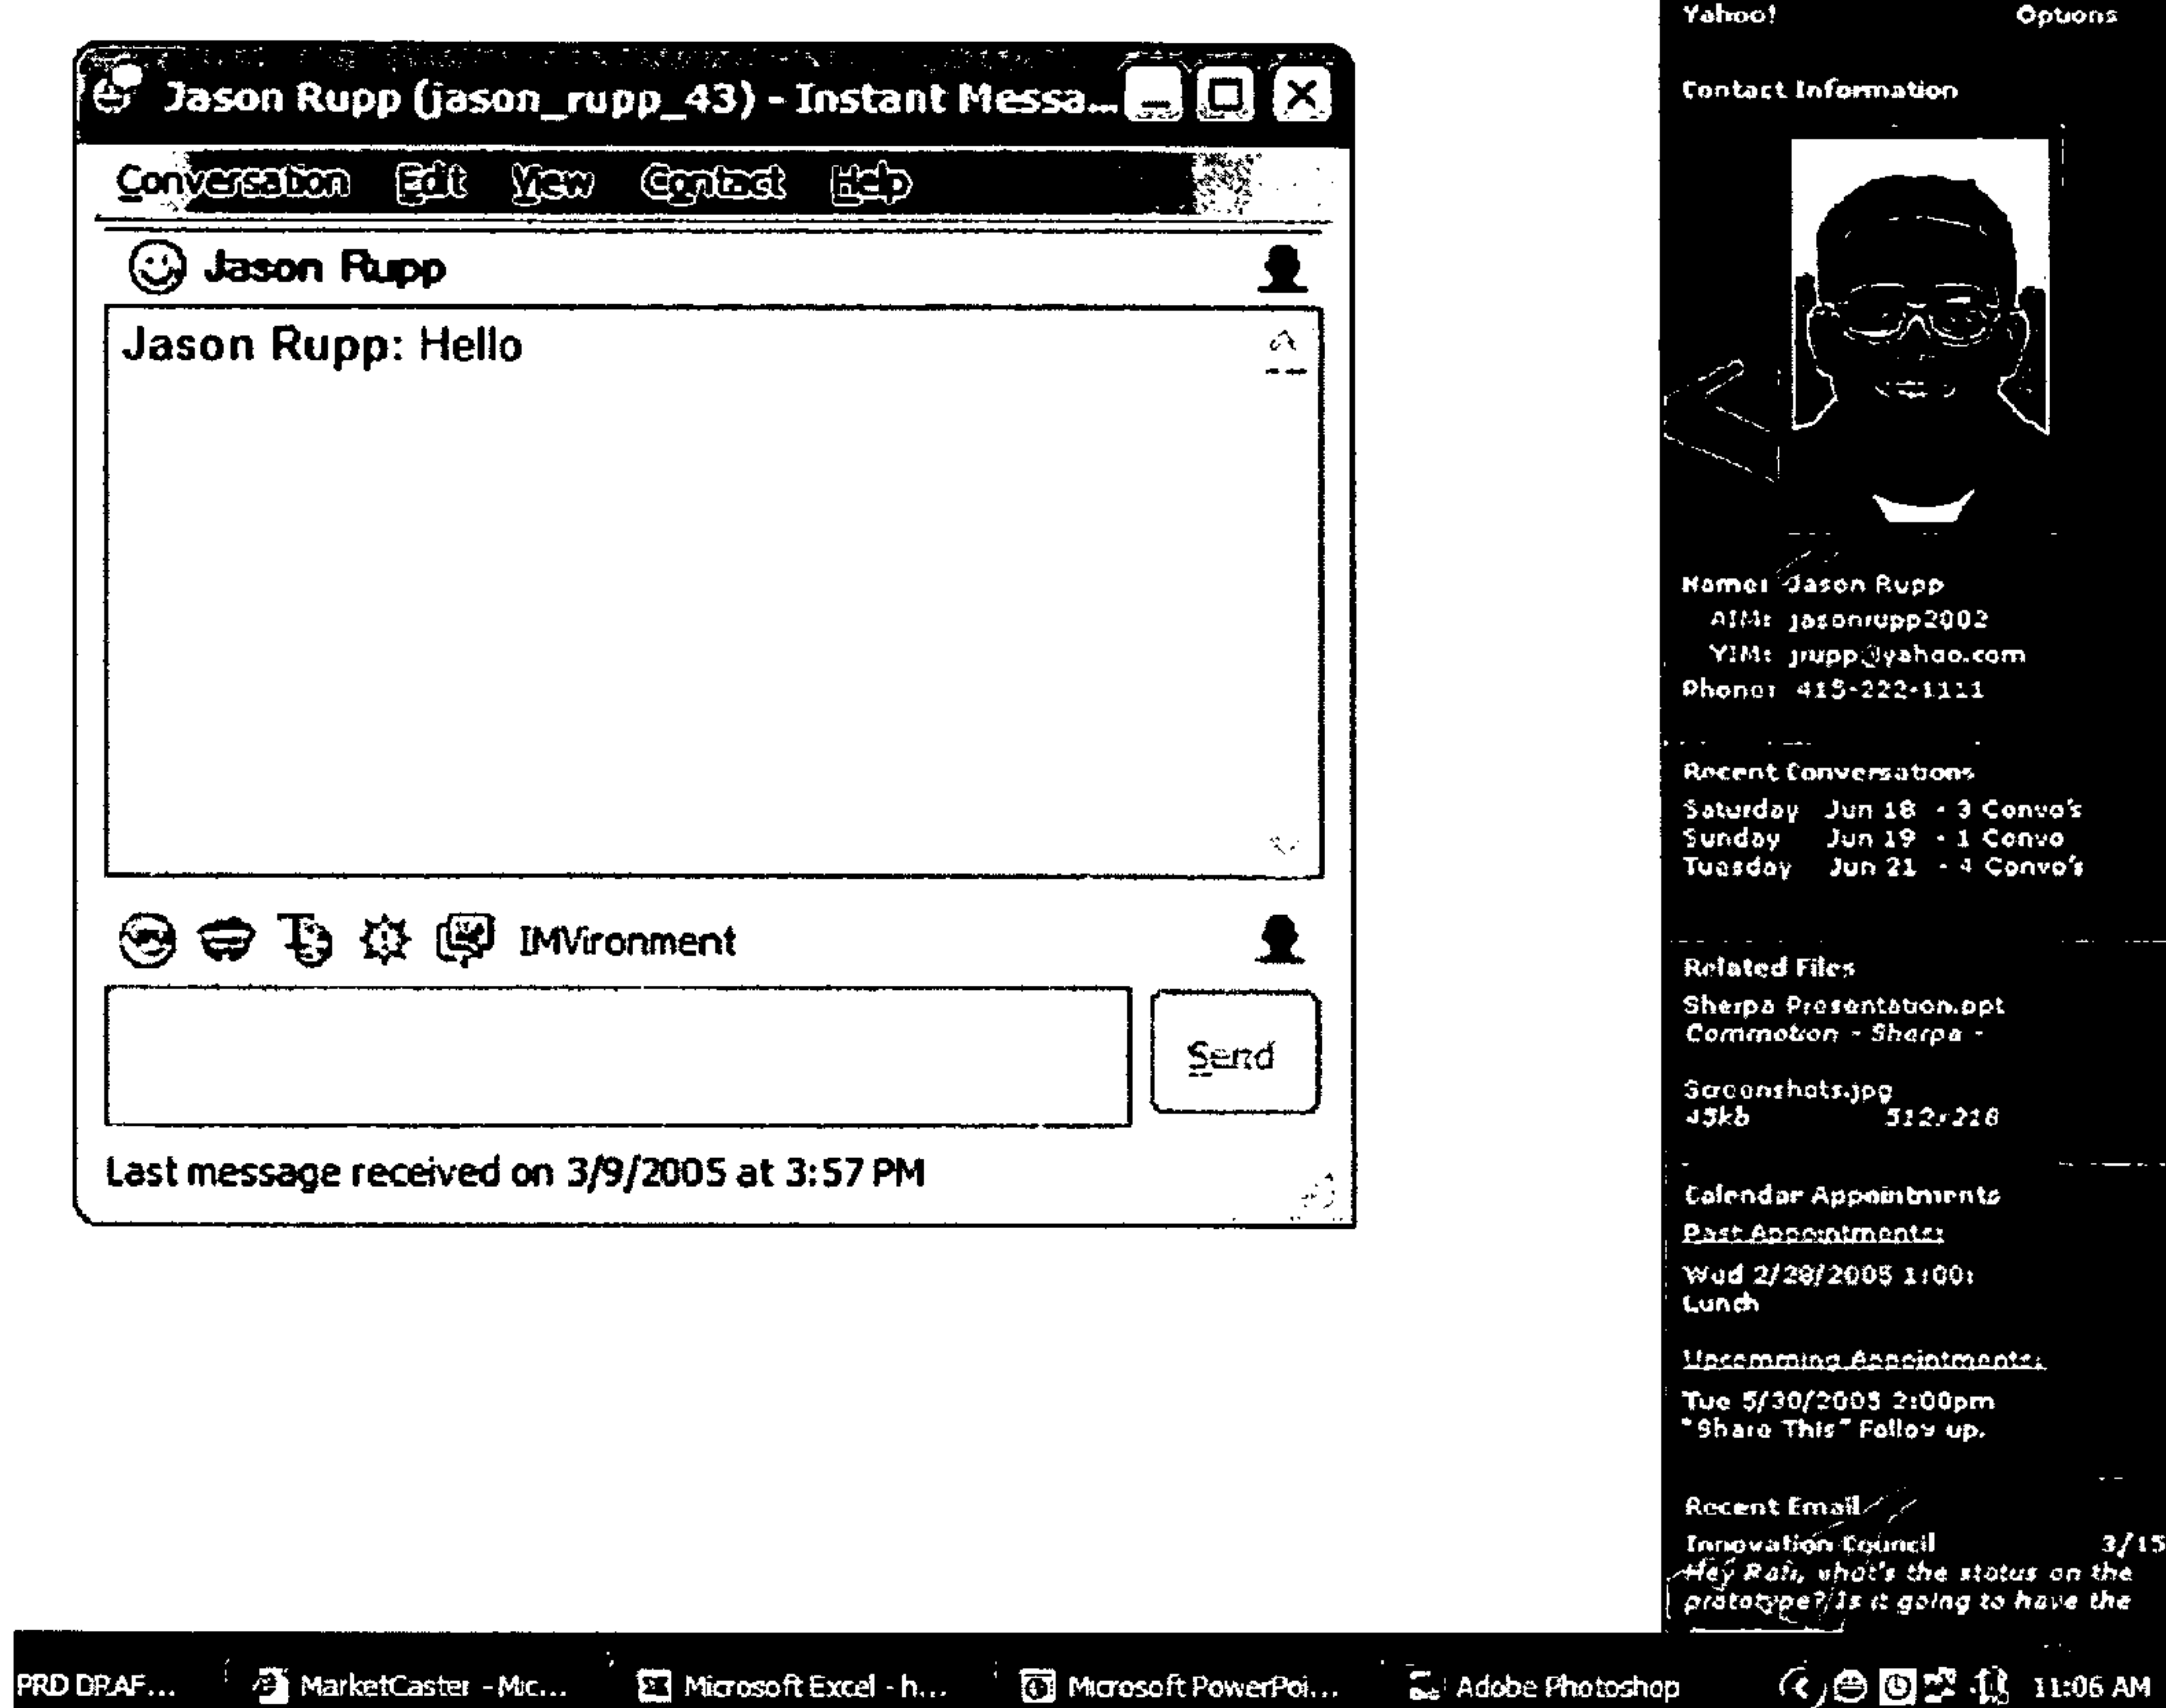 Jason Rupp (jason_rupp_43) - Instant Messa...
Conversation Edit View Contact Help
Jason Rupp
Jason Rupp: Hello
IMVironment
Send
Last message received on 3/9/2005 at 3:57 PM
Yahoo! Options
Contact Information
Name: Jason Rupp
AIM: jasonrupp2002
YIM: jrupp@yahoo.com
Phone: 415-222-1111
Recent Conversations
Saturday Jun 18 - 3 Convo's
Sunday Jun 19 - 1 Convo
Tuesday Jun 21 - 4 Convo's
Related Files
Sherpa Presentation.ppt
Commotion - Sherpa -
Screenshots.jpg
45kb
Calendar Appointments
Past Appointments:
Wed 2/28/2005 1:00:
Lunch
Upcomming Appointments:
Tue 5/30/2005 2:00pm
"Share This" Follow up.
Recent Email
Innovation Council 3/15
Hey Rafi, what's the status on the
prototype? Is it going to have the
PRD DRAF... MarketCaster - Mic... Microsoft Excel - h... Microsoft PowerPoi... Adobe Photoshop 11:06 AM